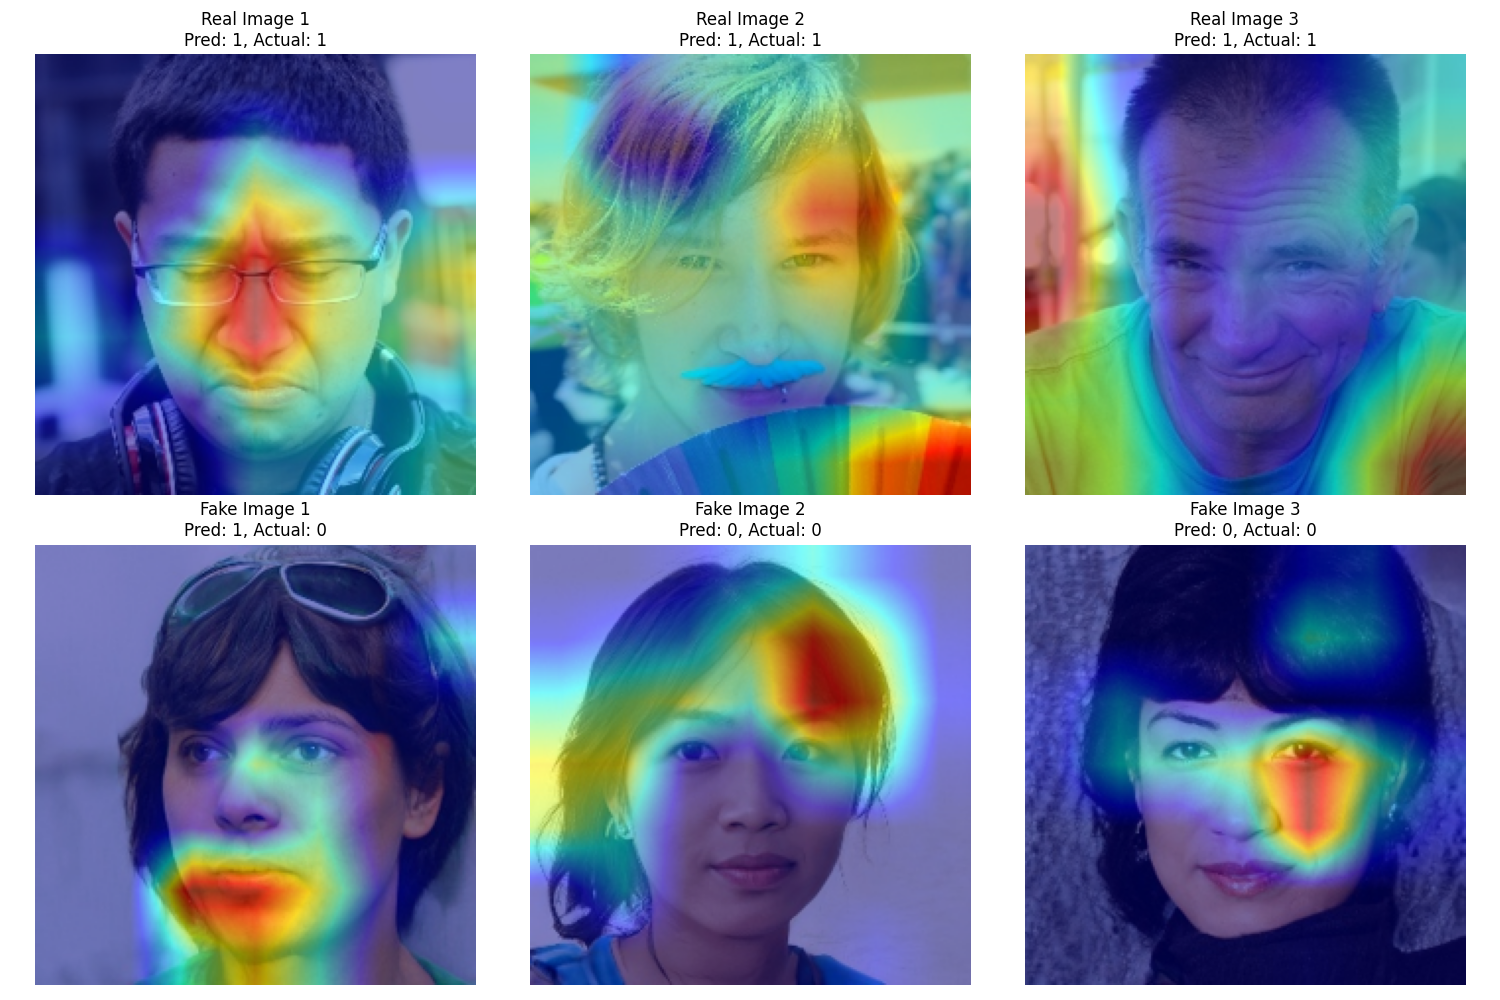 Real Image 1
Pred: 1, Actual: 1
Real Image 2
Pred: 1, Actual: 1
Real Image 3
Pred: 1, Actual: 1
Fake Image 1
Pred: 1, Actual: 0
Fake Image 2
Pred: 0, Actual: 0
Fake Image 3
Pred: 0, Actual: 0